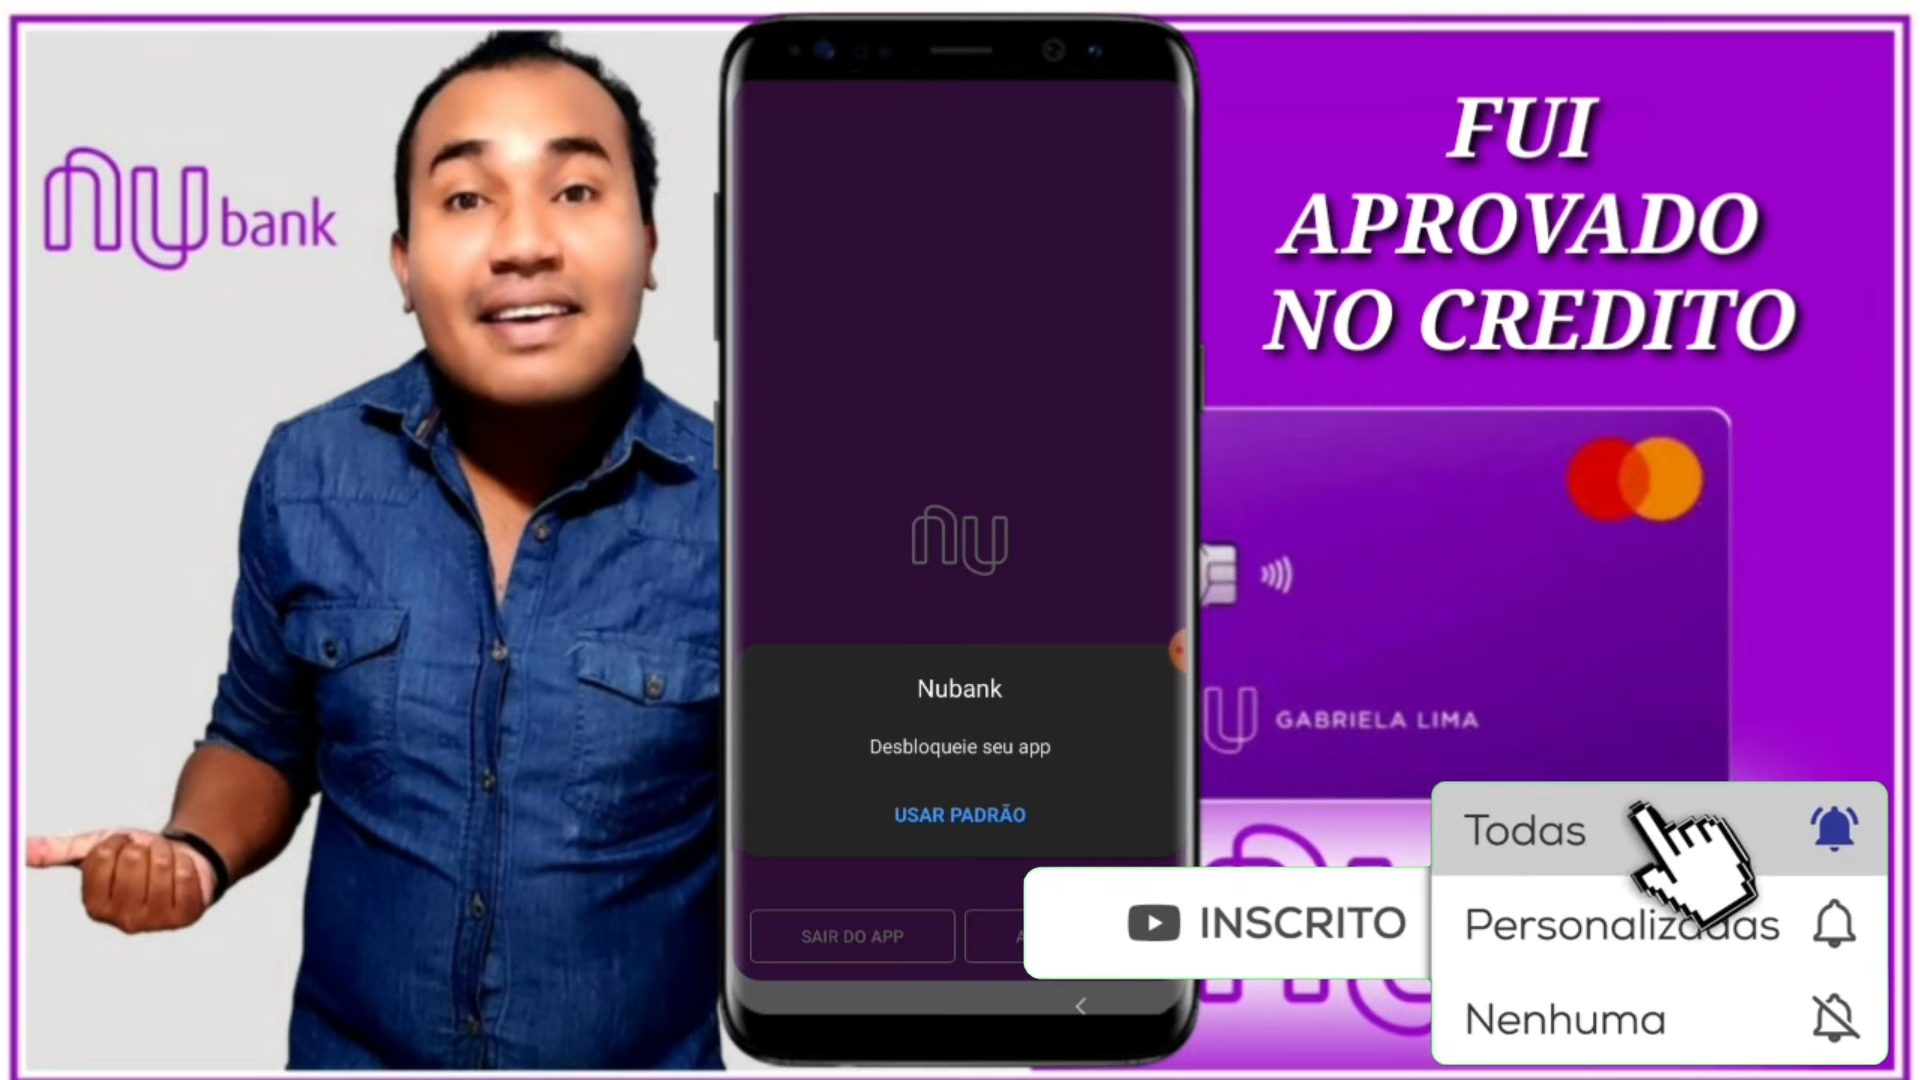 nu bank
FUI
APROVADO
NO CREDITO
nu
Nubank
Desbloqueie seu app
USAR PADRÃO
SAIR DO APP
GABRIELA LIMA
INSCRITO
Todas
Personalizadas
Nenhuma